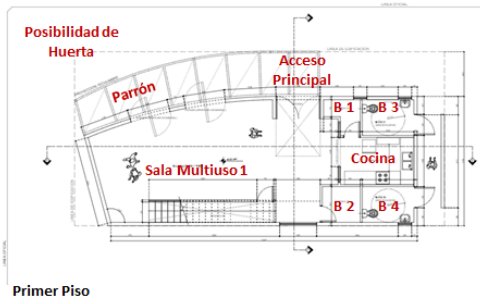 Posibilidad de
Huerta
Acceso
Principal
Parrón
B 1
B 3
Cocina
Sala Multiuso 1
B 2
B 4
Primer Piso